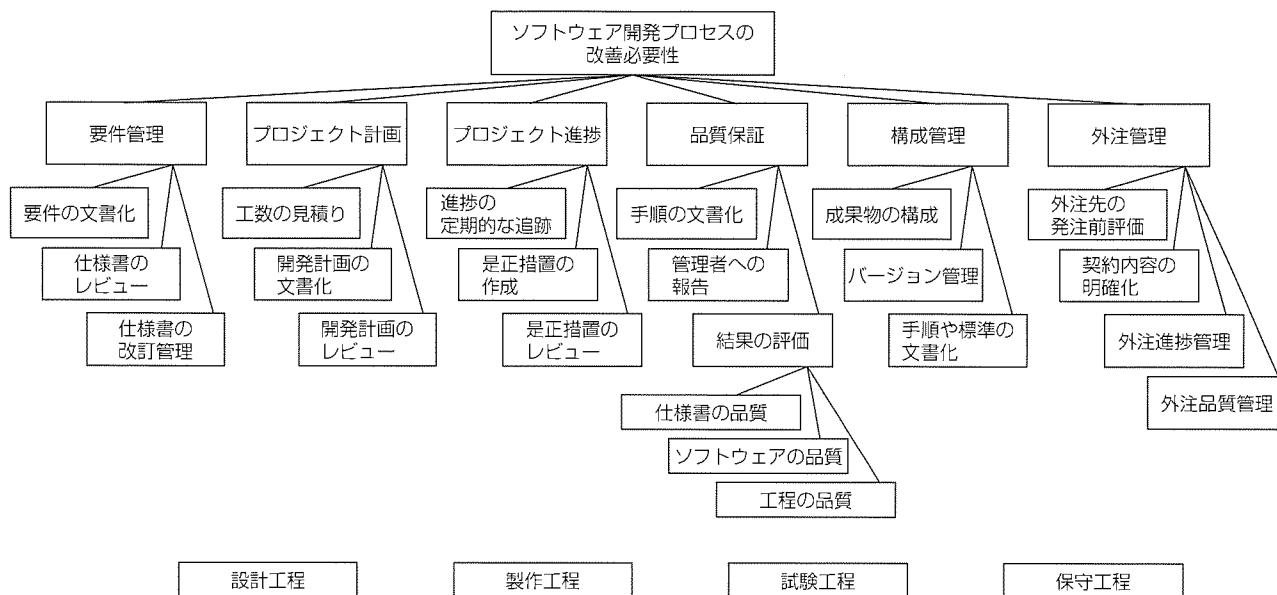 ソフトウェア開発プロセスの
改善必要性
要件管理
プロジェクト計画
プロジェクト進捗
品質保証
構成管理
外注管理
要件の文書化
仕様書の
レビュー
仕様書の
改訂管理
工数の見積り
開発計画の
文書化
開発計画の
レビュー
進捗の
定期的な追跡
是正措置の
作成
是正措置の
レビュー
手順の文書化
管理者への
報告
結果の評価
仕様書の品質
ソフトウェアの品質
工程の品質
成果物の構成
バージョン管理
手順や標準の
文書化
外注先の
発注前評価
契約内容の
明確化
外注進捗管理
外注品質管理
設計工程
製作工程
試験工程
保守工程